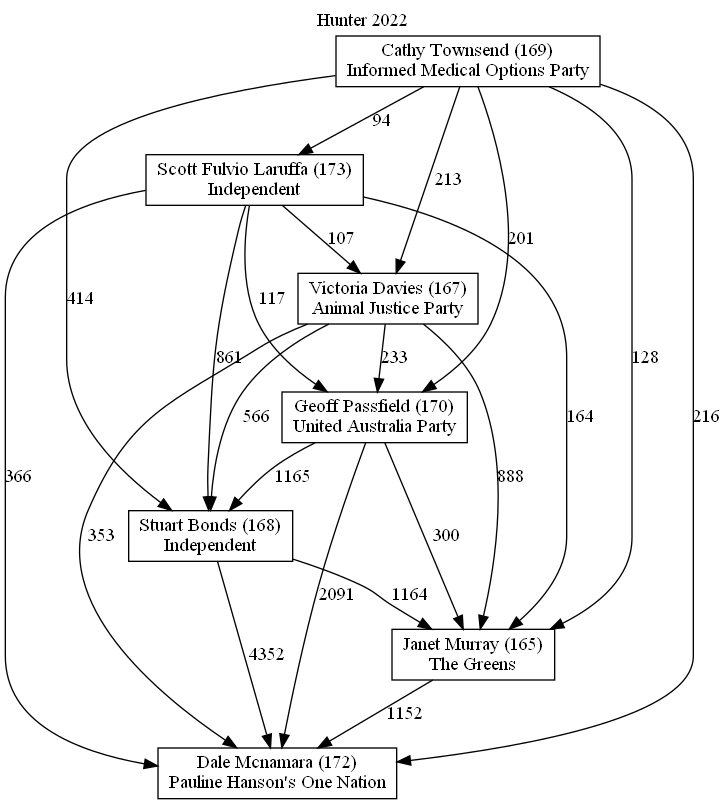 Hunter 2022
Cathy Townsend (169)
Informed Medical Options Party
94
Scott Fulvio Laruffa (173)
Independent
213
201
107
Victoria Davies (167)
Animal Justice Party
414
117
861
233
128
216
Geoff Passfield (170)
United Australia Party
566
164
366
1165
888
Stuart Bonds (168)
Independent
353
300
2091
1164
Janet Murray (165)
The Greens
4352
1152
Dale Mcnamara (172)
Pauline Hanson's One Nation